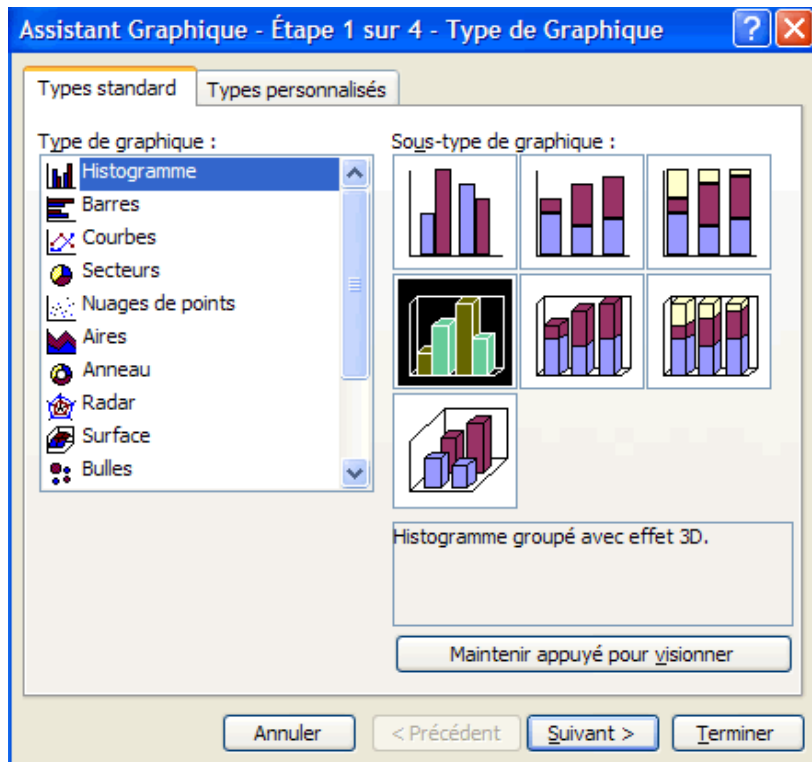 Assistant Graphique - Étape 1 sur 4 - Type de Graphique
Types standard
Types personnalisés
Type de graphique :
Histogramme
Barres
Courbes
Secteurs
Nuages de points
Aires
Anneau
Radar
Surface
Bulles
Sous-type de graphique :
Histogramme groupé avec effet 3D.
Maintenir appuyé pour visionner
Annuler
< Précédent
Suivant >
Terminer